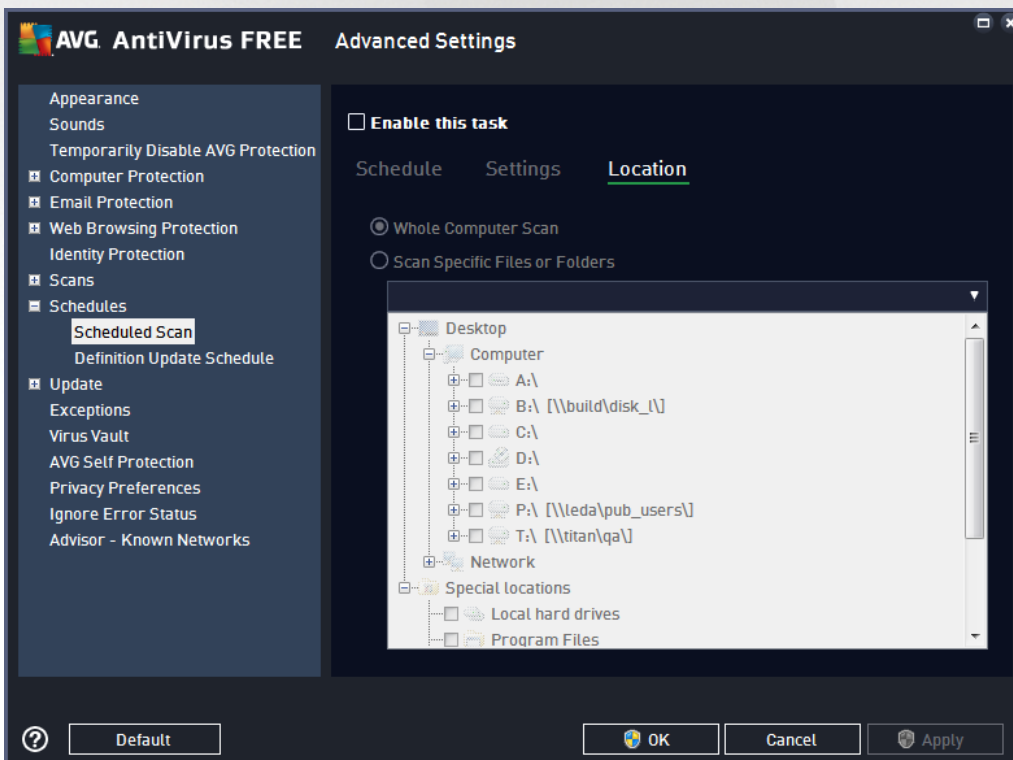 AVG AntiVirus FREE Advanced Settings
Appearance
Sounds
Temporarily Disable AVG Protection
Computer Protection
Email Protection
Web Browsing Protection
Identity Protection
Scans
Schedules
Scheduled Scan
Definition Update Schedule
Update
Exceptions
Virus Vault
AVG Self Protection
Privacy Preferences
Ignore Error Status
Advisor - Known Networks
Enable this task
Schedule Settings Location
Whole Computer Scan
Scan Specific Files or Folders
Desktop
Computer
A:\
B:\ [\\build\disk_l\]
C:\
D:\
E:\
P:\ [\\leda\pub_users\]
T:\ [\\titan\qa\]
Network
Special locations
Local hard drives
Program Files
? Default OK Cancel Apply